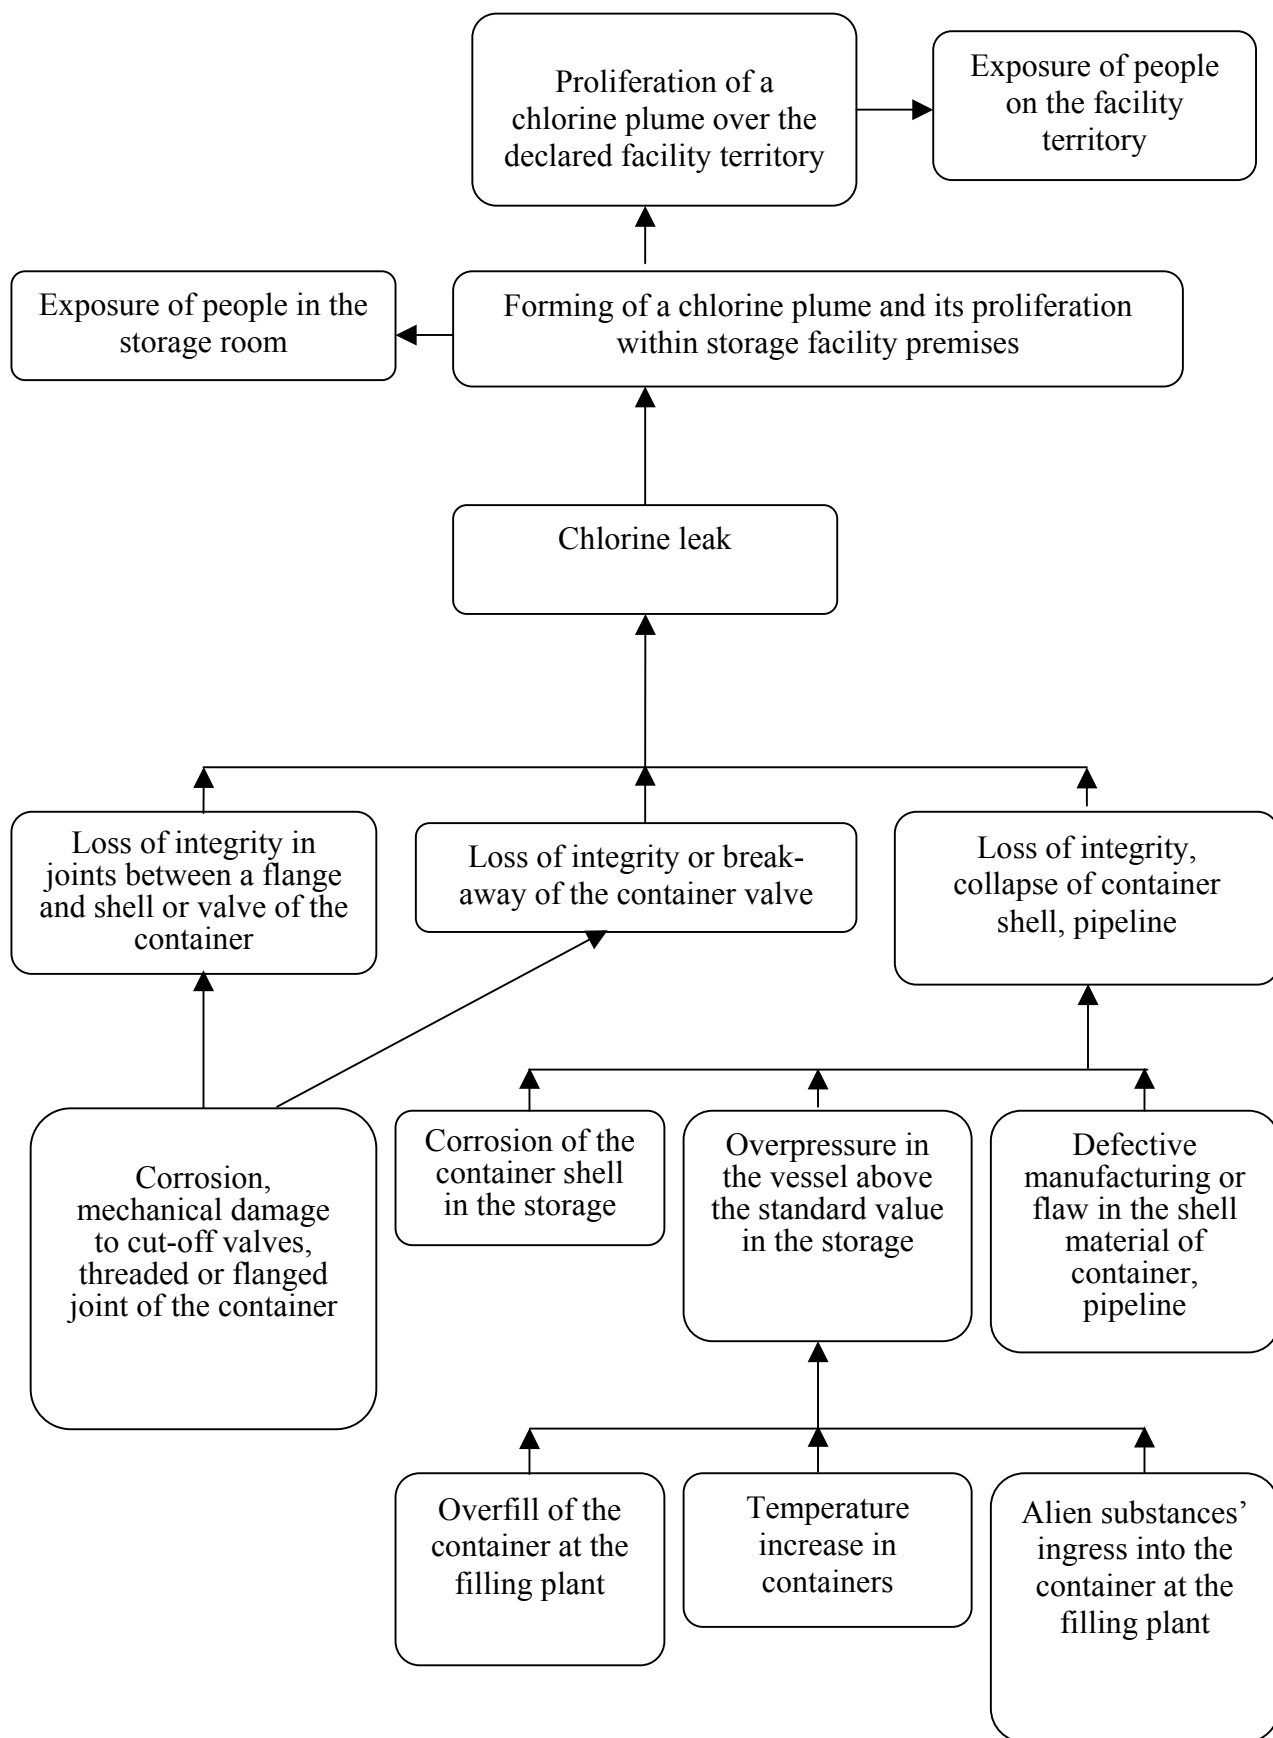 Proliferation of a
chlorine plume over the
declared facility territory
Exposure of people
on the facility
territory
Exposure of people in the
storage room
Forming of a chlorine plume and its proliferation
within storage facility premises
Chlorine leak
Loss of integrity in
joints between a flange
and shell or valve of the
container
Loss of integrity or break-
away of the container valve
Loss of integrity,
collapse of container
shell, pipeline
Corrosion,
mechanical damage
to cut-off valves,
threaded or flanged
joint of the container
Corrosion of the
container shell
in the storage
Overpressure in
the vessel above
the standard value
in the storage
Defective
manufacturing or
flaw in the shell
material of
container,
pipeline
Overfill of the
container at the
filling plant
Temperature
increase in
containers
Alien substances’
ingress into the
container at the
filling plant